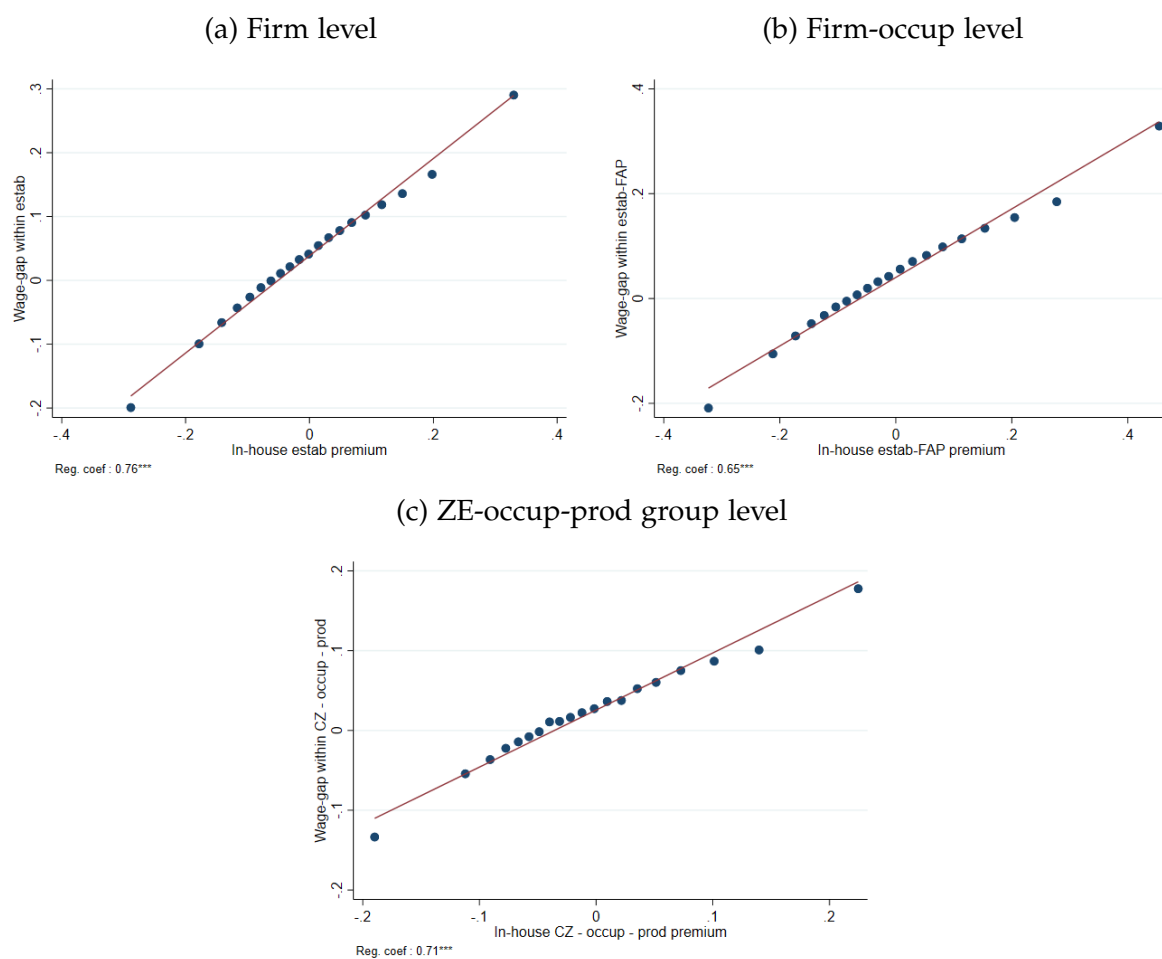 (a) Firm level
Wage-gap within estab
.3
.2
.1
0
-.1
-.2
-.4
-.2
0
.2
.4
In-house estab premium
Reg. coef : 0.76***
(b) Firm-occup level
Wage-gap within estab-FAP
.4
.2
0
-.2
-.4
-.2
0
.2
.4
In-house estab-FAP premium
Reg. coef : 0.65***
(c) ZE-occup-prod group level
Wage-gap within CZ - occup - prod
.2
.1
0
-.1
-.2
-.2
-.1
0
.1
.2
In-house CZ - occup - prod premium
Reg. coef : 0.71***